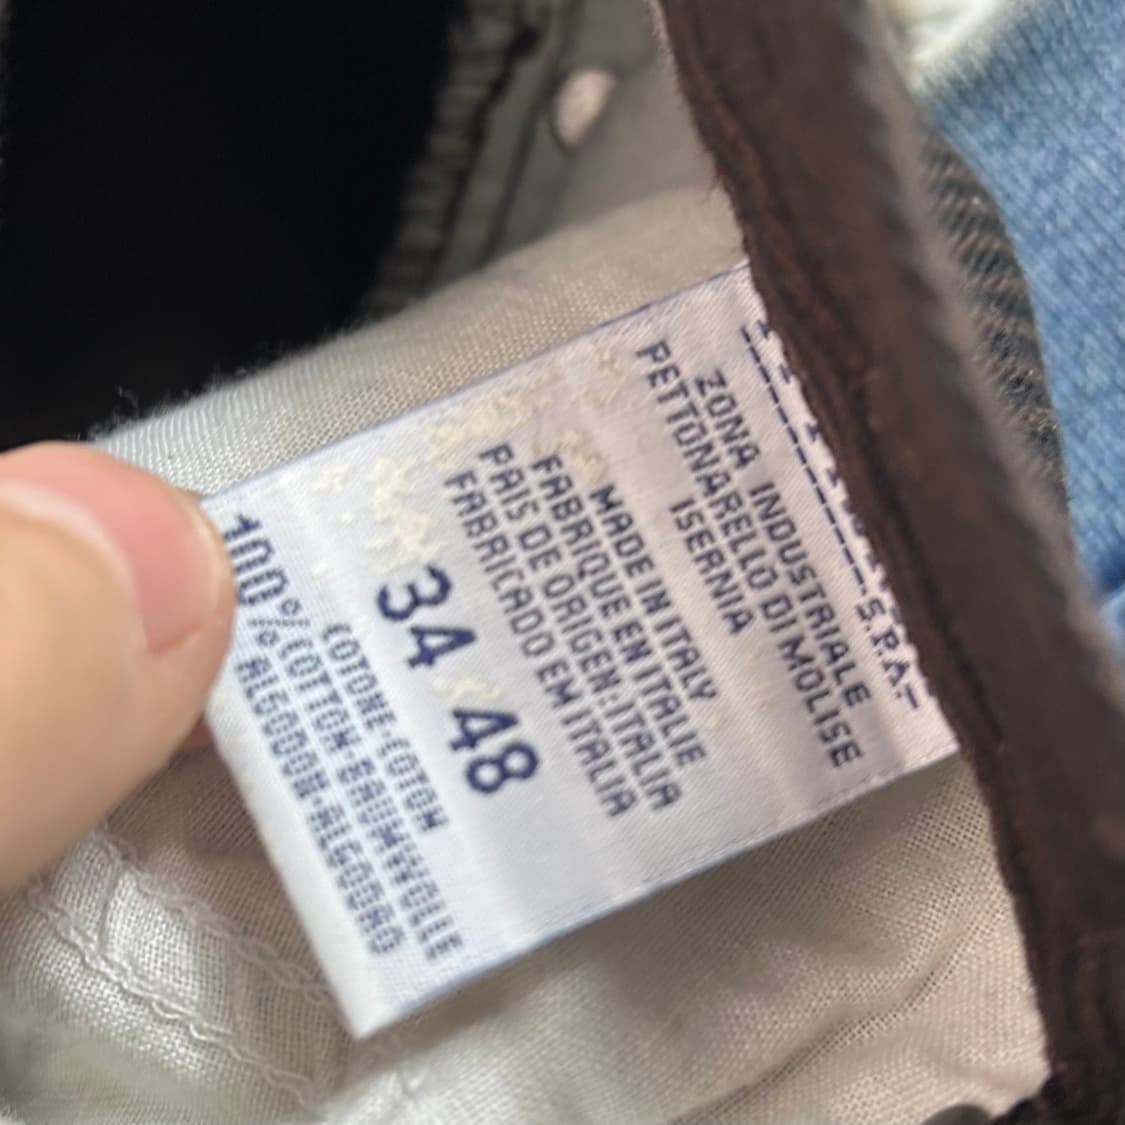 S.P.A.-
ZONA INDUSTRIALE
PETTONARELLO DI MOLISE
ISERNIA
MADE IN ITALY
FABRIQUE EN ITALIE
PAIS DE ORIGEN:ITALIA
FABRICADO EM ITALIA
34 48
COTONE-COTON
100% COTTON-BAUMWOLLE
ALGODON-ALGODAO